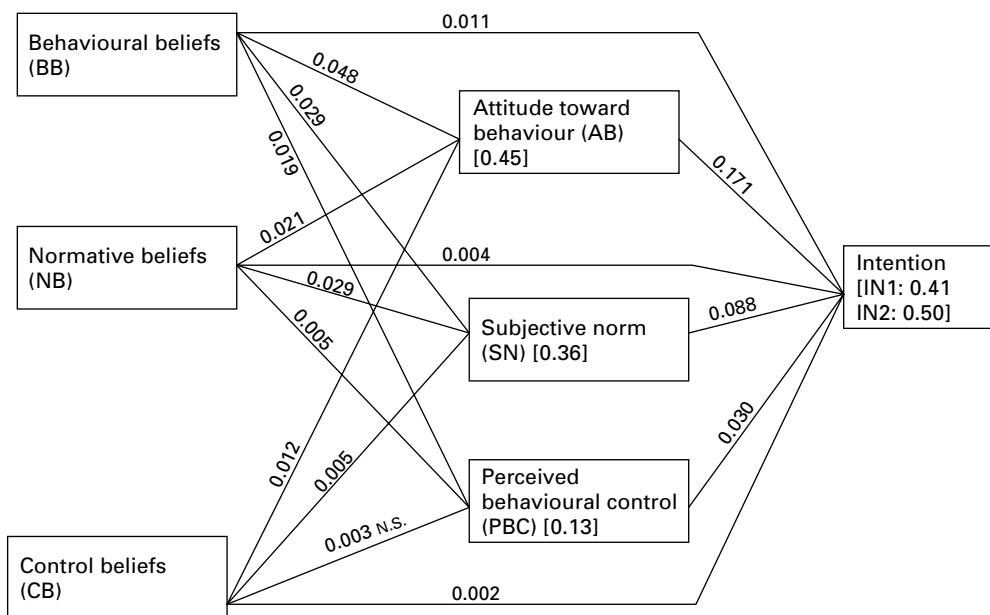 0.011
Behavioural beliefs
(BB)
0.048
0.029
0.019
Attitude toward
behaviour (AB)
[0.45]
0.171
0.021
Normative beliefs
(NB)
0.004
0.029
0.005
Intention
[IN1: 0.41
IN2: 0.50]
Subjective norm
(SN) [0.36]
0.088
0.012
0.005
0.030
Perceived
behavioural control
(PBC) [0.13]
0.003 N.S.
Control beliefs
(CB)
0.002